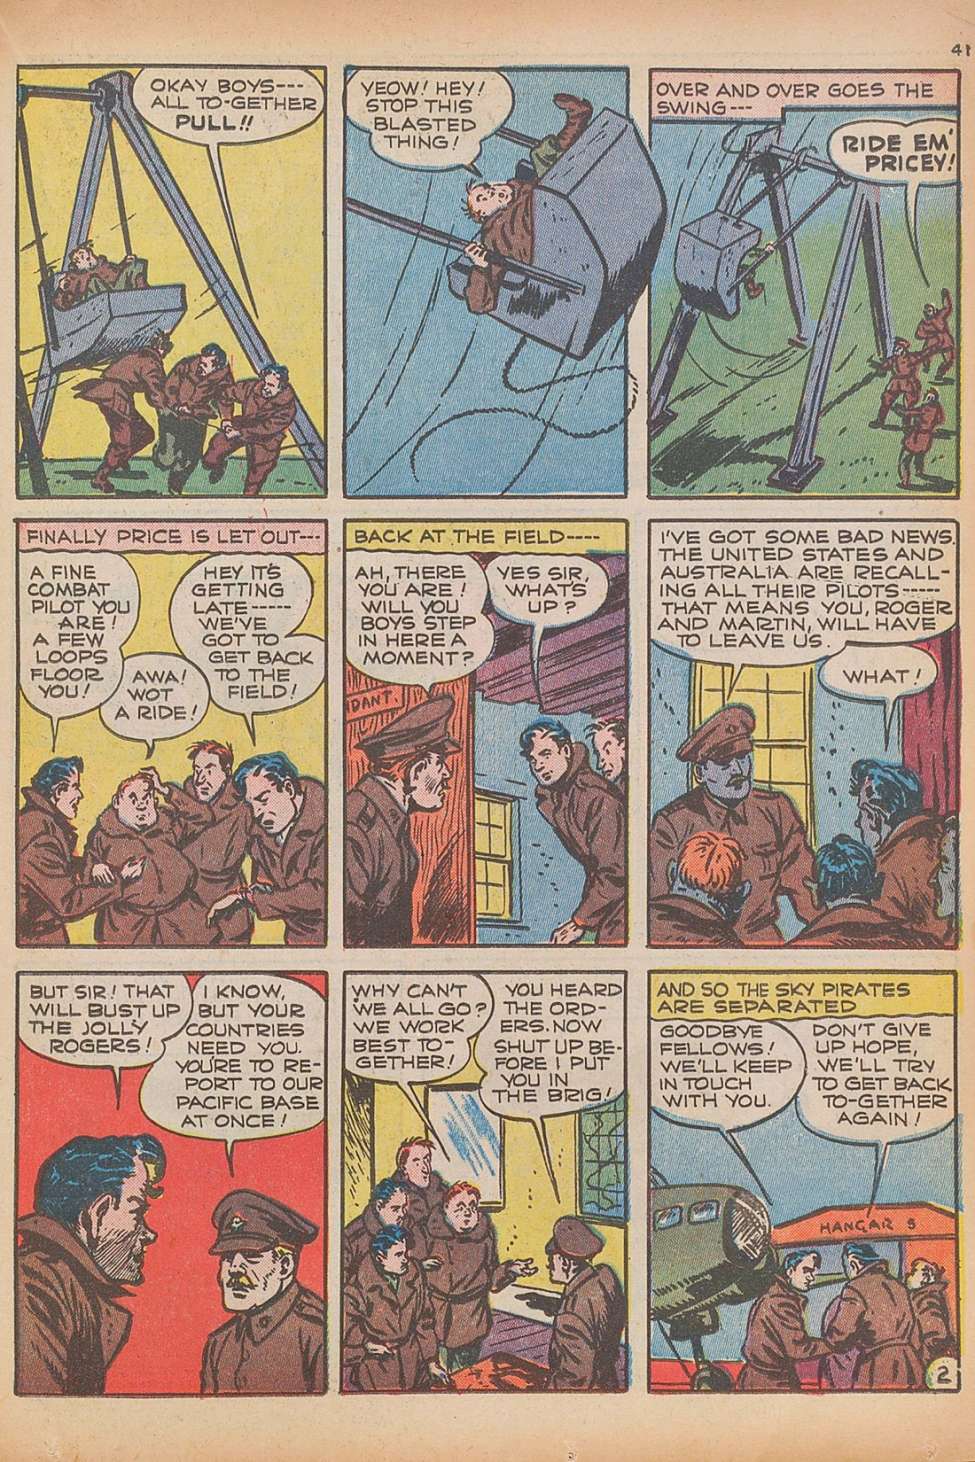 41
OKAY BOYS---
ALL TO-GETHER
PULL!!
YEOW! HEY!
STOP THIS
BLASTED
THING!
OVER AND OVER GOES THE
SWING---
RIDE EM'
PRICEY!
FINALLY PRICE IS LET OUT---
A FINE
COMBAT
PILOT YOU
ARE!
A FEW
LOOPS
FLOOR
YOU!
AWA!
WOT
A RIDE!
HEY IT'S
GETTING
LATE-----
WE'VE
GOT TO
GET BACK
TO THE
FIELD!
BACK AT THE FIELD----
AH, THERE
YOU ARE!
WILL YOU
BOYS STEP
IN HERE A
MOMENT?
YES SIR,
WHAT'S
UP?
DANT.
I'VE GOT SOME BAD NEWS.
THE UNITED STATES AND
AUSTRALIA ARE RECALL-
ING ALL THEIR PILOTS-----
THAT MEANS YOU, ROGER
AND MARTIN, WILL HAVE
TO LEAVE US.
WHAT!
BUT SIR! THAT
WILL BUST UP
THE JOLLY
ROGERS!
I KNOW,
BUT YOUR
COUNTRIES
NEED YOU.
YOU'RE TO RE-
PORT TO OUR
PACIFIC BASE
AT ONCE!
WHY CAN'T
WE ALL GO?
WE WORK
BEST TO-
GETHER!
YOU HEARD
THE ORD-
ERS. NOW
SHUT UP BE-
FORE I PUT
YOU IN
THE BRIG!
AND SO THE SKY PIRATES
ARE SEPARATED
GOODBYE
FELLOWS!
WE'LL KEEP
IN TOUCH
WITH YOU.
DON'T GIVE
UP HOPE,
WE'LL TRY
TO GET BACK
TO-GETHER
AGAIN!
HANGAR 5
2